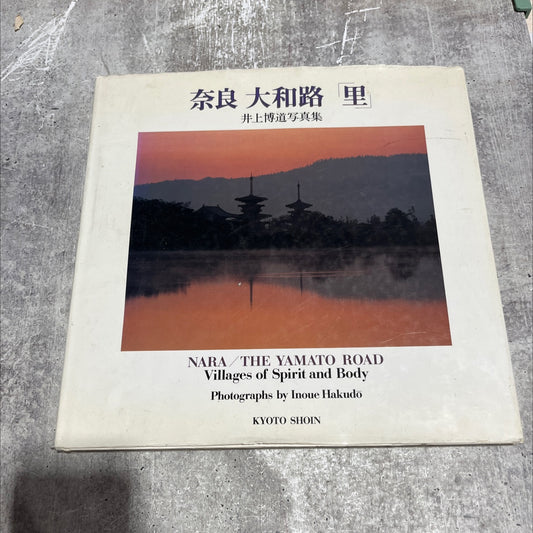 奈良 大和路 「里」
井上博道写真集
NARA/THE YAMATO ROAD
Villages of Spirit and Body
Photographs by Inoue Hakudō
KYOTO SHOIN